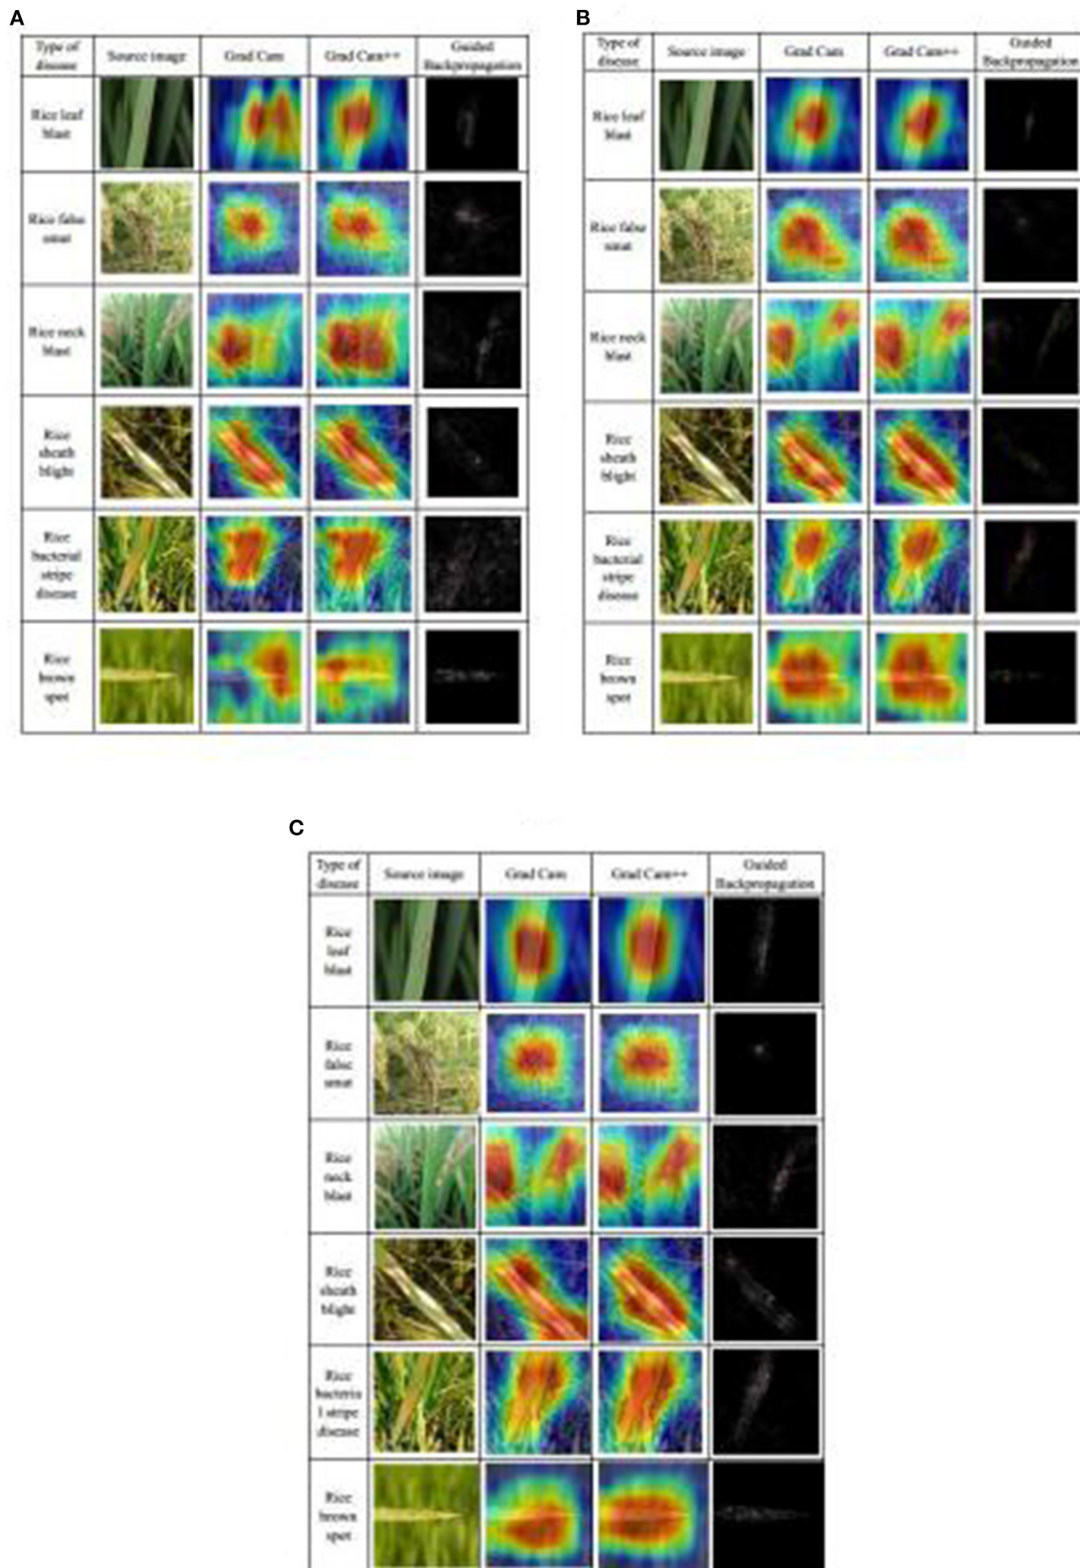 A
Type of
disease
Source image
Grad Cam
Grad Cam++
Guided
Backpropagation
Rice leaf
blast
Rice false
smut
Rice neck
blast
Rice
sheath
blight
Rice
bacterial
stripe
disease
Rice
brown
spot
B
Type of
disease
Source image
Grad Cam
Grad Cam++
Guided
Backpropagation
Rice leaf
blast
Rice false
smut
Rice neck
blast
Rice
sheath
blight
Rice
bacterial
stripe
disease
Rice
brown
spot
C
Type of
disease
Source image
Grad Cam
Grad Cam++
Guided
Backpropagation
Rice
leaf
blast
Rice
false
smut
Rice
neck
blast
Rice
sheath
blight
Rice
bacteria
l stripe
disease
Rice
brown
spot